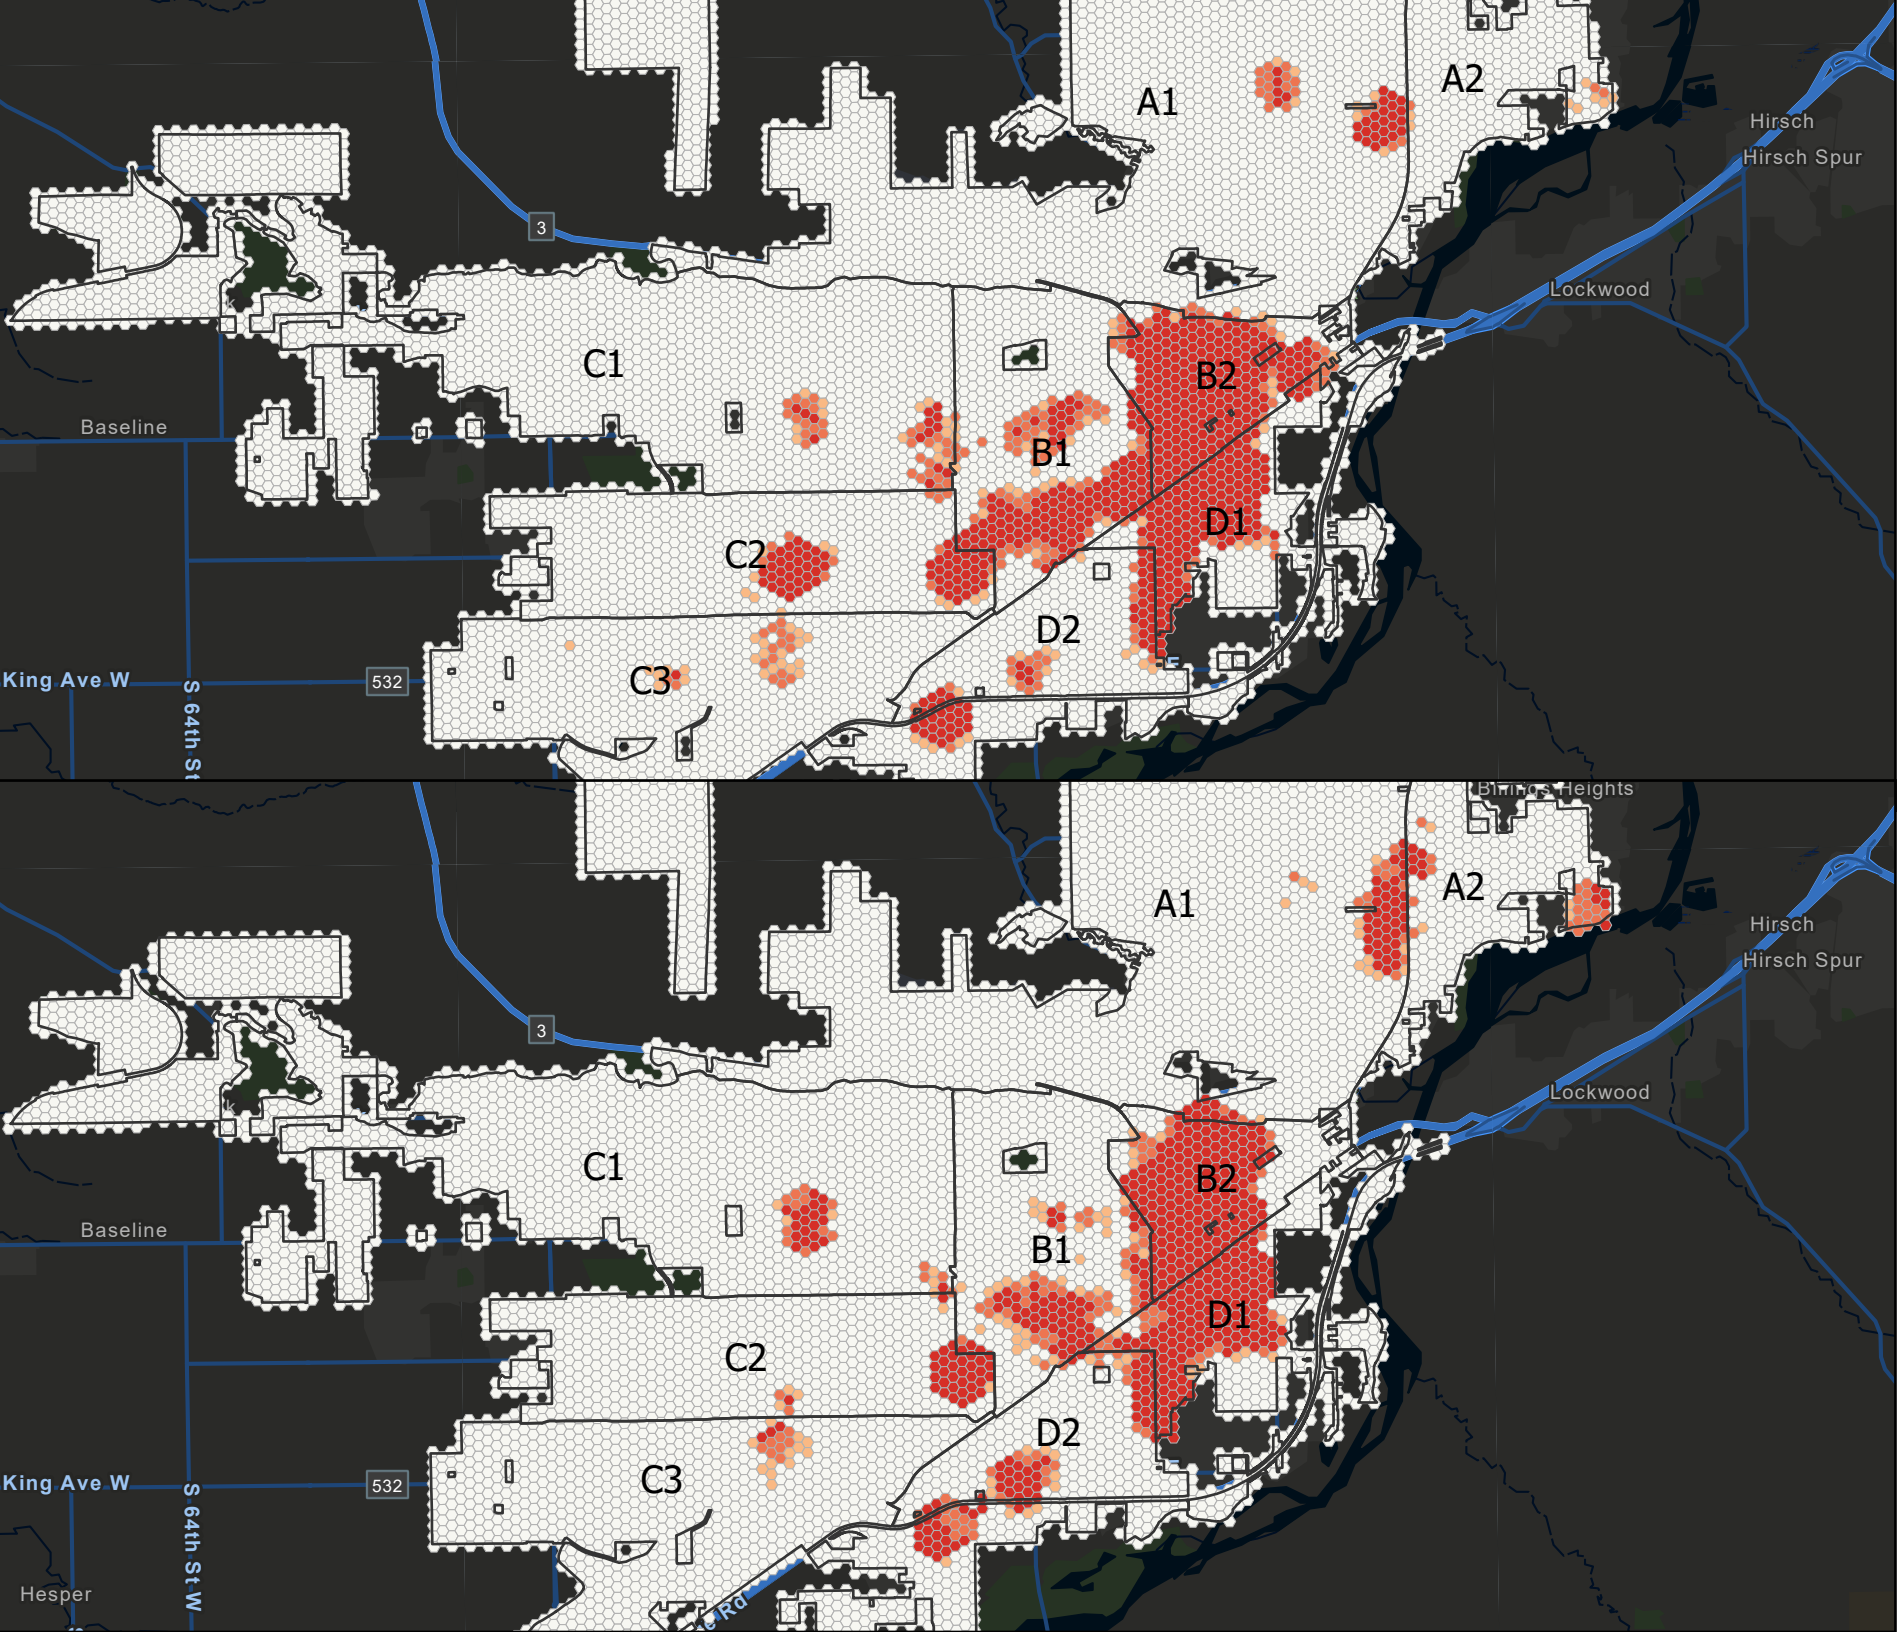 A1
A2
Hirsch
Hirsch Spur
3
Lockwood
k
C1
B2
Baseline
B1
D1
C2
D2
King Ave W
532
C3
S 64th St
Billings Heights
A1
A2
Hirsch
Hirsch Spur
3
Lockwood
k
C1
B2
Baseline
B1
D1
C2
D2
King Ave W
532
C3
S 64th St W
Hesper
Rd